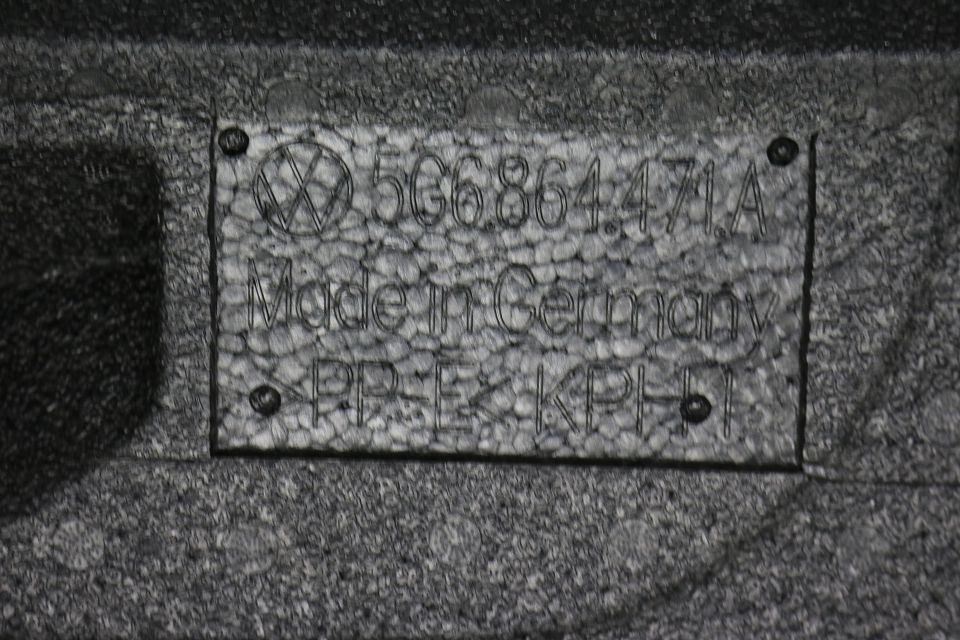 5G6.864.471.A
Made in Germany
>PP-E< KPH1